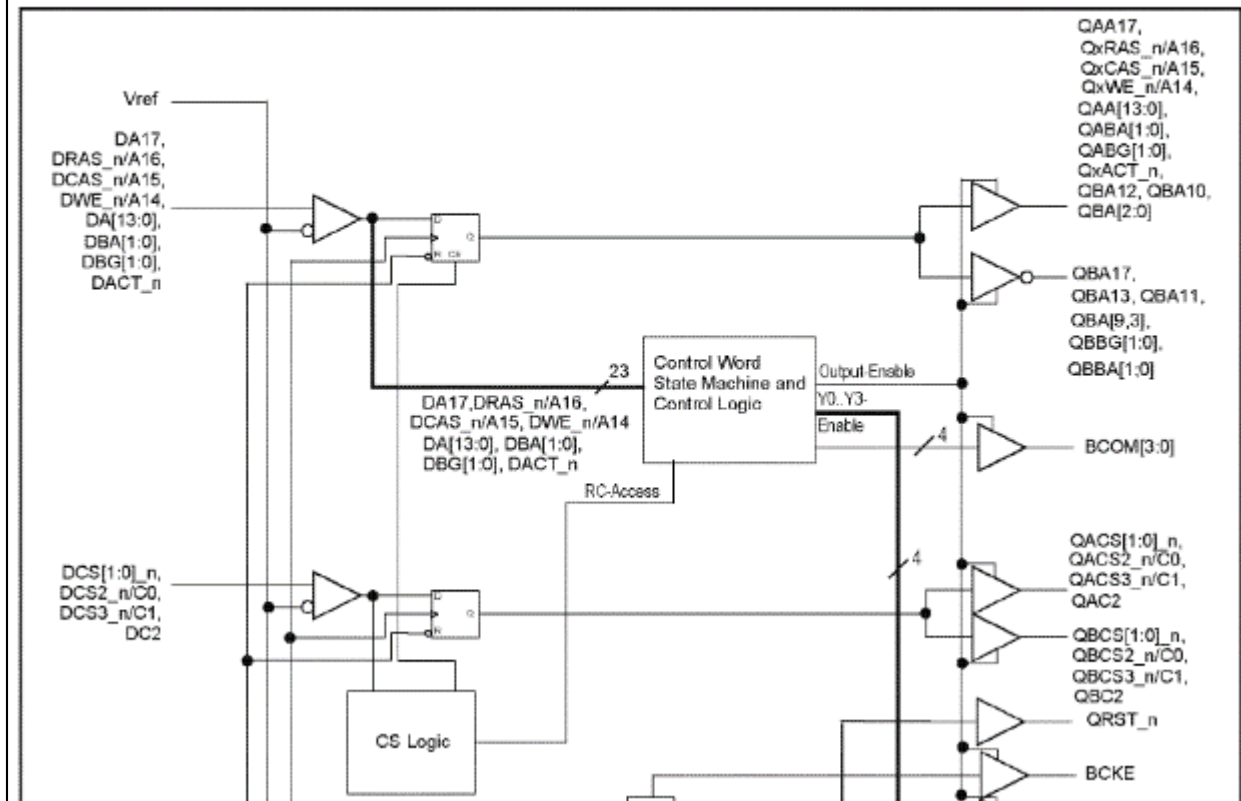 QAA17,
QxRAS_n/A16,
QxCAS_n/A15,
QxWE_n/A14,
QAA[13:0],
QABA[1:0],
QABG[1:0],
QxACT_n,
QBA12, QBA10,
QBA[2:0]
Vref
DA17,
DRAS_n/A16,
DCAS_n/A15,
DWE_n/A14,
DA[13:0],
DBA[1:0],
DBG[1:0],
DACT_n
D
Q
R CS
QBA17,
QBA13, QBA11,
QBA[9,3],
QBBG[1:0],
QBBA[1;0]
23
DA17,DRAS_n/A16,
DCAS_n/A15, DWE_n/A14
DA[13:0], DBA[1:0],
DBG[1:0], DACT_n
Control Word
State Machine and
Control Logic
Output-Enable
Y0..Y3-
Enable
4
BCOM[3:0]
RC-Access
4
DCS[1:0]_n,
DCS2_n/C0,
DCS3_n/C1,
DC2
D
Q
R
QACS[1:0]_n,
QACS2_n/C0,
QACS3_n/C1,
QAC2
QBCS[1:0]_n,
QBCS2_n/C0,
QBCS3_n/C1,
QBC2
CS Logic
QRST_n
BCKE